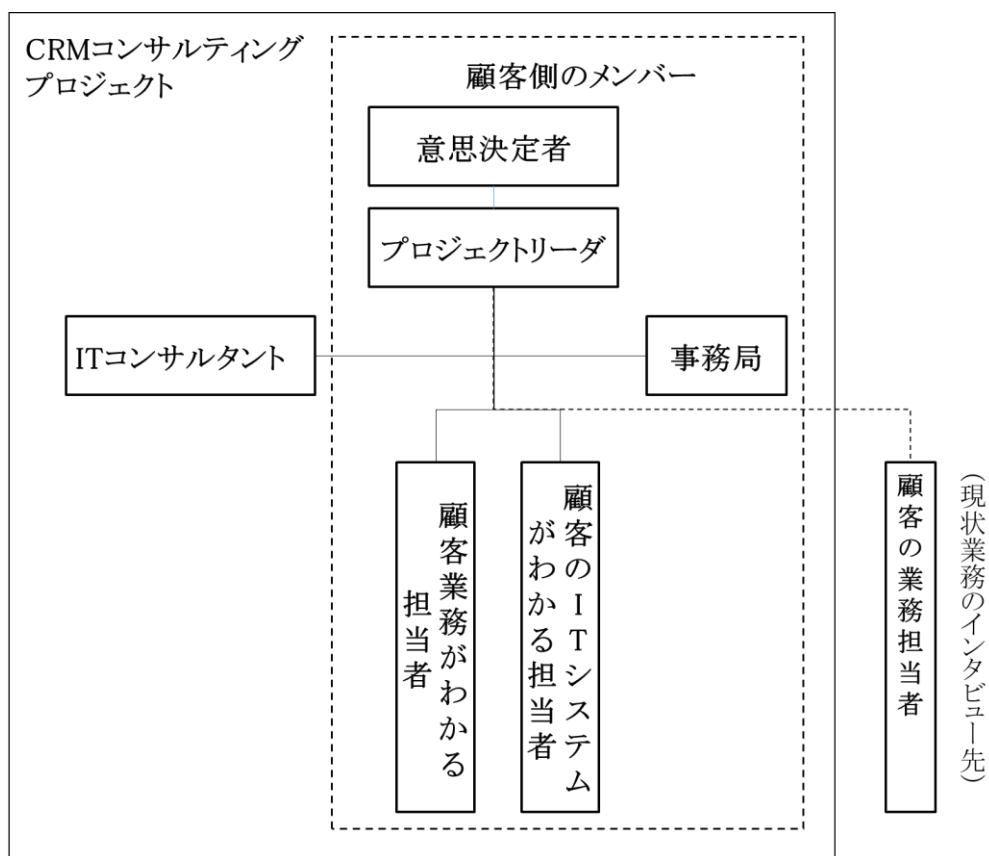 CRMコンサルティング
プロジェクト
顧客側のメンバー
意思決定者
プロジェクトリーダ
ITコンサルタント
事務局
顧客業務がわかる
担当者
顧客のITシステム
がわかる担当者
顧客の業務担当者
(現状業務のインタビュー先)